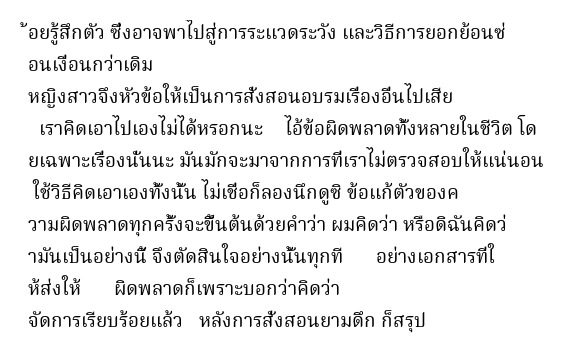 ้อยรู้สึกตัว ซึ่งอาจพาไปสู่การระแวดระวัง และวิธีการยอกย้อนซ่
อนเงื่อนกว่าเดิม
หญิงสาวจึงหัวข้อให้เป็นการสั่งสอนอบรมเรื่องอื่นไปเสีย
เราคิดเอาไปเองไม่ได้หรอกนะ ไอ้ข้อผิดพลาดทั้งหลายในชีวิต โด
ยเฉพาะเรื่องนั้นนะ มันมักจะมาจากการที่เราไม่ตรวจสอบให้แน่นอน
ใช้วิธีคิดเอาเองทั้งนั้น ไม่เชื่อก็ลองนึกดูซิ ข้อแก้ตัวของค
วามผิดพลาดทุกครั้งจะขึ้นต้นด้วยคำว่า ผมคิดว่า หรือดิฉันคิดว่
ามันเป็นอย่างนี้ จึงตัดสินใจอย่างนั้นทุกที อย่างเอกสารที่ใ
ห้ส่งให้ ผิดพลาดก็เพราะบอกว่าคิดว่า
จัดการเรียบร้อยแล้ว หลังการสั่งสอนยามดึก ก็สรุป